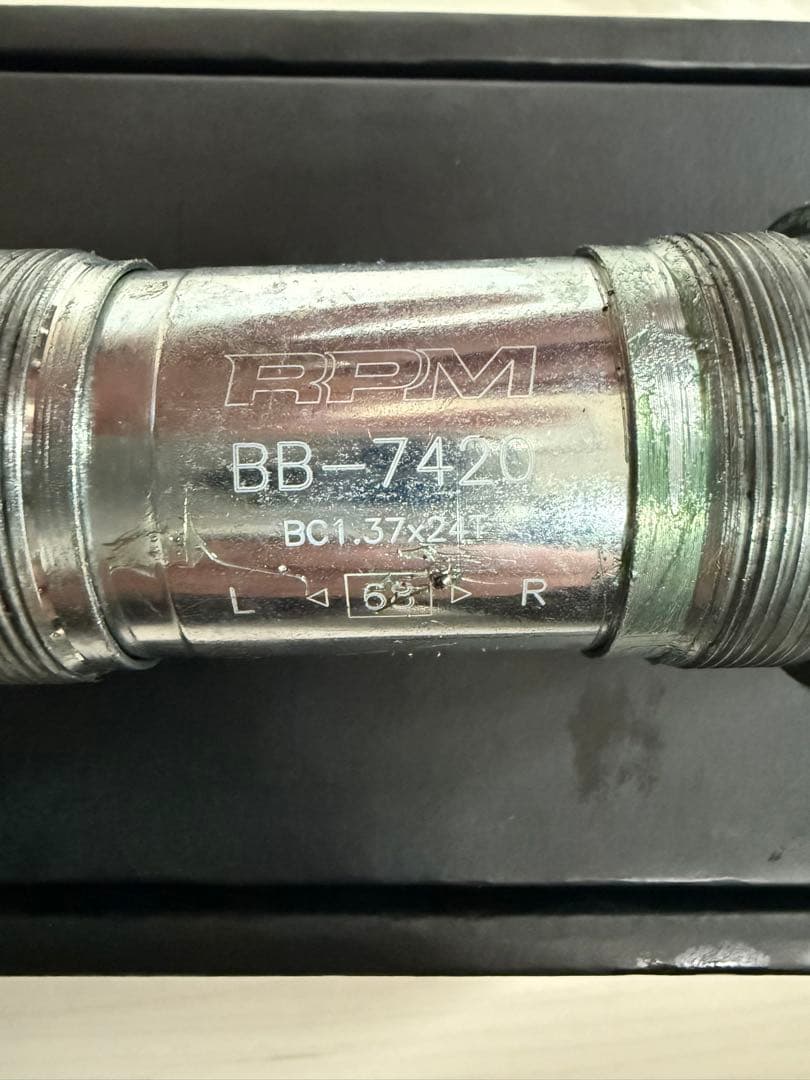 RPM
BB-7420
BC1.37x24T
L ◁ 68 ▷ R